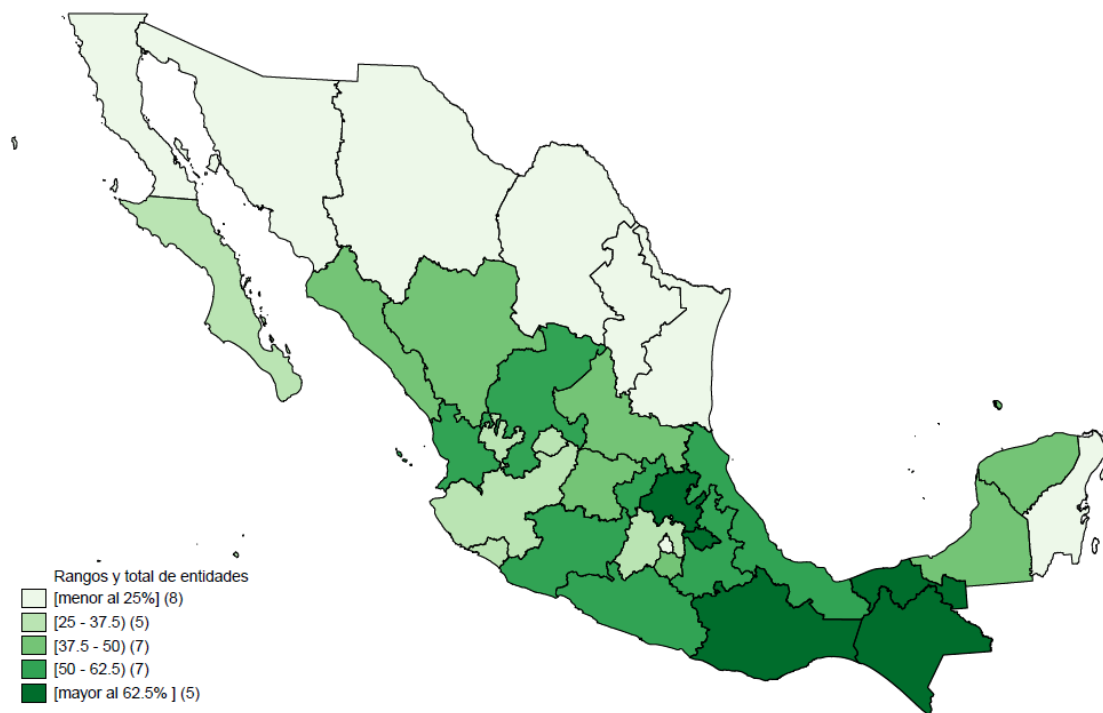 Rangos y total de entidades
[menor al 25%] (8)
[25 - 37.5) (5)
[37.5 - 50) (7)
[50 - 62.5) (7)
[mayor al 62.5% ] (5)